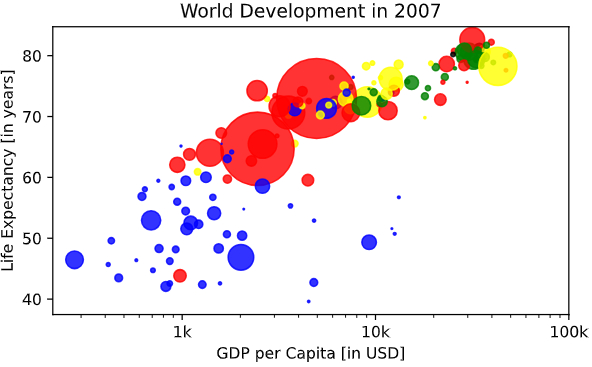 World Development in 2007
Life Expectancy [in years]
80
70
60
50
40
1k
10k
100k
GDP per Capita [in USD]